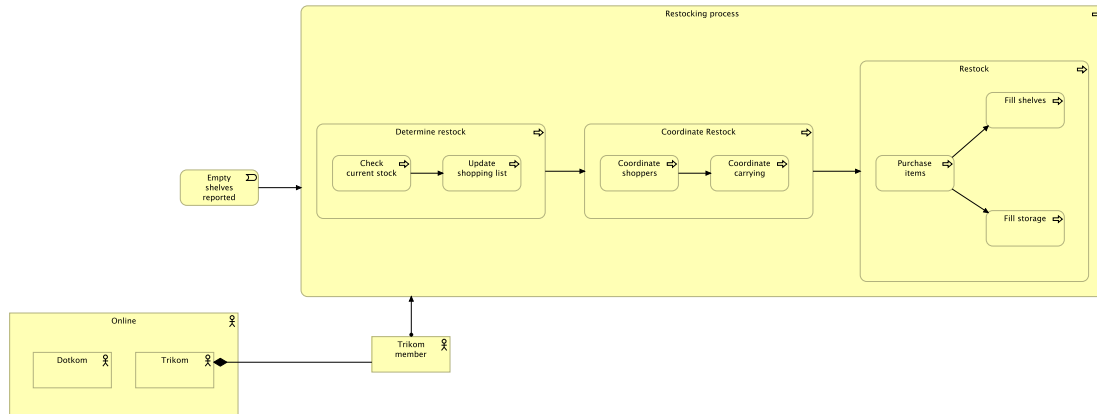 Restocking process
Restock
Fill shelves
Determine restock
Coordinate Restock
Check
current stock
Update
shopping list
Coordinate
shoppers
Coordinate
carrying
Purchase
items
Empty
shelves
reported
Fill storage
Online
Trikom
member
Dotkom
Trikom